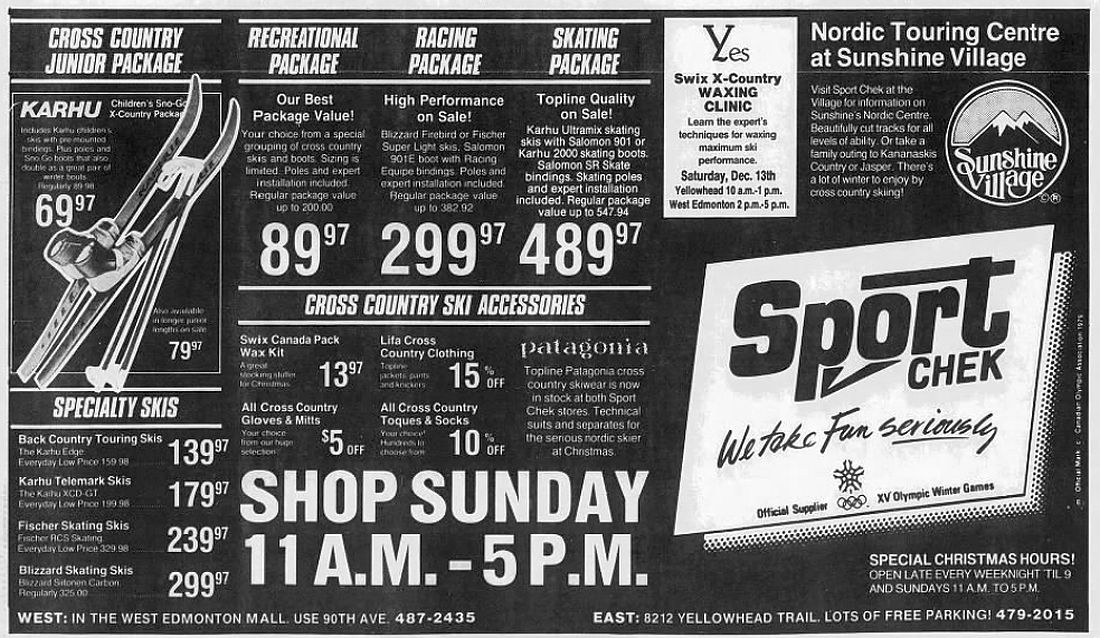 CROSS COUNTRY
JUNIOR PACKAGE
KARHU
Children's Sno-Go
X-Country Package
Includes Karhu children's
skis with pre-mounted
bindings. Plus poles and
Sno Go boots that also
double as a great pair of
winter boots.
Regularly 89.98
69 97
Also available
in longer junior
lengths on sale
79 97
SPECIALTY SKIS
Back Country Touring Skis
The Karhu Edge
Everyday Low Price 159.98
139 97
Karhu Telemark Skis
The Karhu XCD-GT
Everyday Low Price 199.98
179 97
Fischer Skating Skis
Fischer RCS Skating
Everyday Low Price 329.98
239 97
Blizzard Skating Skis
Blizzard Siitonen Carbon
Regularly 325.00
299 97
RECREATIONAL
PACKAGE
Our Best
Package Value!
Your choice from a special
grouping of cross country
skis and boots. Sizing is
limited. Poles and expert
installation included.
Regular package value
up to 200.00
89 97
RACING
PACKAGE
High Performance
on Sale!
Blizzard Firebird or Fischer
Super Light skis. Salomon
901E boot with Racing
Equipe bindings. Poles and
expert installation
included.
Regular package value
up to 382.92
299 97
SKATING
PACKAGE
Topline Quality
on Sale!
Karhu Ultramix skating
skis with Salomon 901 or
Karhu 2000 skating boots.
Salomon SR Skate
bindings. Skating poles
and expert installation
included. Regular package
value up to 547.94
489 97
CROSS COUNTRY SKI ACCESSORIES
Swix Canada Pack
Wax Kit
A great
stocking stuffer
for Christmas
13 97
Lifa Cross
Country Clothing
Topline
jackets, pants
and knickers
15% OFF
All Cross Country
Gloves & Mitts
Your choice
from our huge
selection
$5 OFF
All Cross Country
Toques & Socks
Your choice!
Hundreds to
choose from
10% OFF
patagonia
Topline Patagonia cross
country skiwear is now
in stock at both Sport
Chek stores. Technical
suits and separates for
the serious nordic skier
at Christmas.
SHOP SUNDAY
11 A.M. - 5 P.M.
Yes
Swix X-Country
WAXING
CLINIC
Learn the expert's
techniques for waxing
maximum ski
performance.
Saturday, Dec. 13th
Yellowhead 10 a.m.-1 p.m.
West Edmonton 2 p.m.-5 p.m.
Nordic Touring Centre
at Sunshine Village
Visit Sport Chek at the
Village for information on
Sunshine's Nordic Centre.
Beautifully cut tracks for all
levels of ability. Or take a
family outing to Kananaskis
Country or Jasper. There's
a lot of winter to enjoy by
cross country skiing!
Sunshine
Village
© ®
Sport
CHEK
We take Fun seriously
Official Supplier XV Olympic Winter Games
m Official Mark c Canadian Olympic Association 1979
SPECIAL CHRISTMAS HOURS!
OPEN LATE EVERY WEEKNIGHT 'TIL 9
AND SUNDAYS 11 A.M. TO 5 P.M.
WEST: IN THE WEST EDMONTON MALL. USE 90TH AVE. 487-2435
EAST: 8212 YELLOWHEAD TRAIL. LOTS OF FREE PARKING! 479-2015